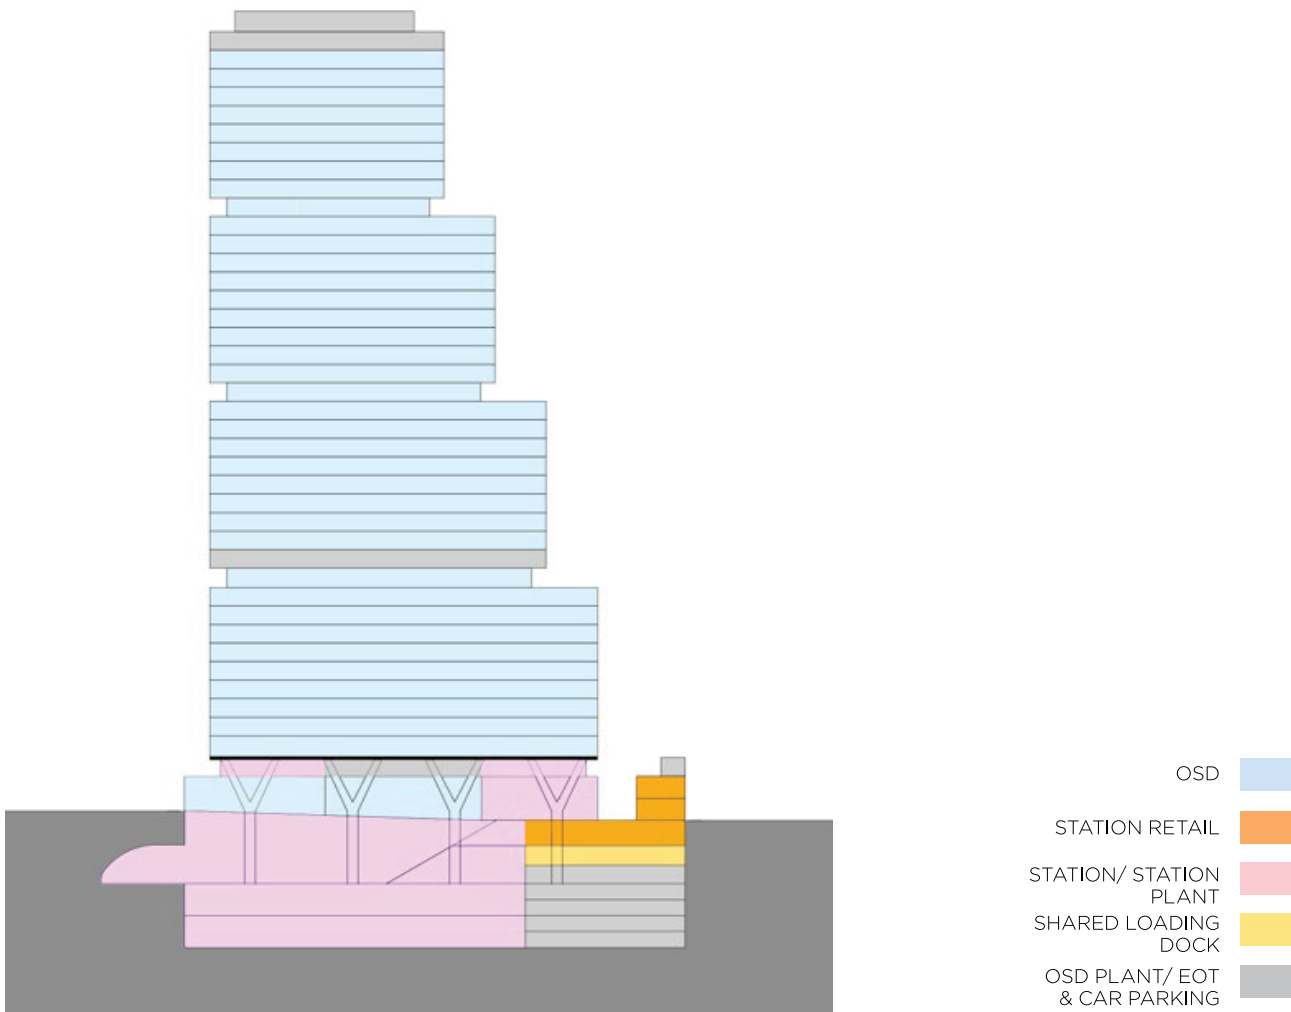 OSD
STATION RETAIL
STATION/ STATION
PLANT
SHARED LOADING
DOCK
OSD PLANT/ EOT
& CAR PARKING